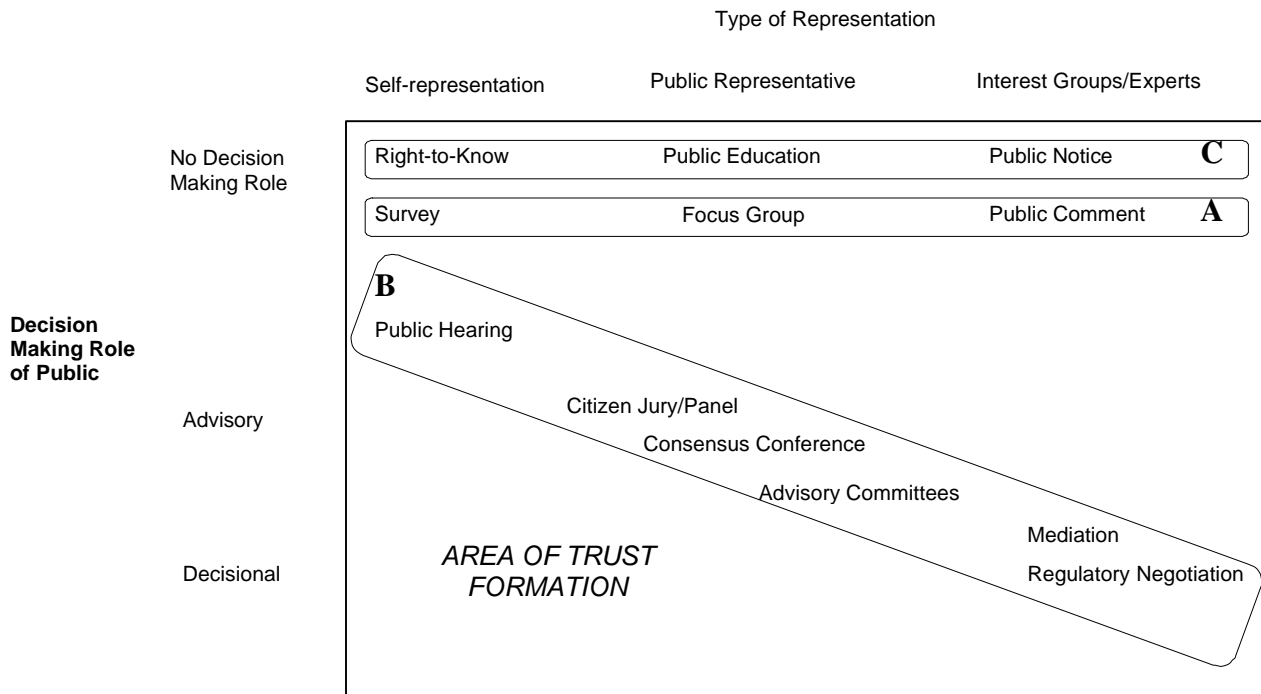 Type of Representation
Self-representation
Public Representative
Interest Groups/Experts
No Decision
Making Role
Right-to-Know
Public Education
Public Notice
C
Survey
Focus Group
Public Comment
A
B
Public Hearing
Decision
Making Role
of Public
Advisory
Citizen Jury/Panel
Consensus Conference
Advisory Committees
Mediation
Decisional
AREA OF TRUST
FORMATION
Regulatory Negotiation